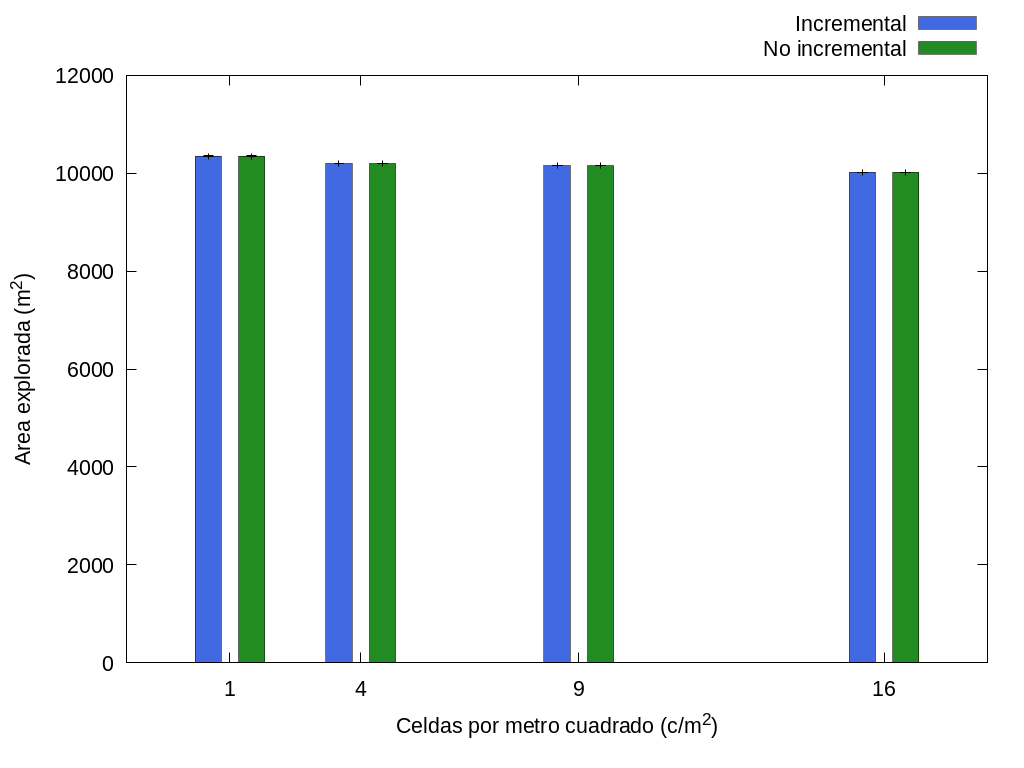 Incremental
No incremental
12000
10000
8000
6000
4000
2000
0
Area explorada (m²)
1 4 9 16
Celdas por metro cuadrado (c/m²)